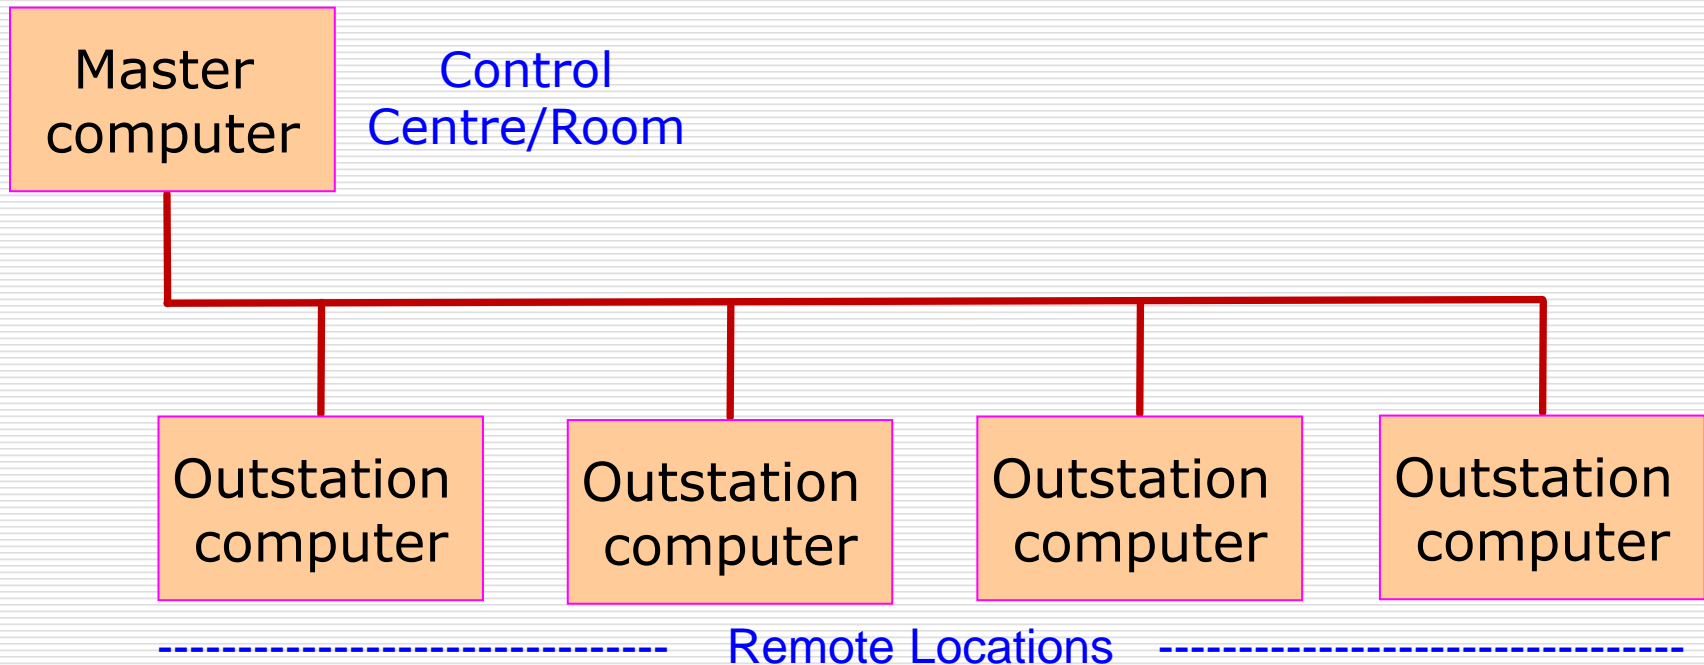 Master
computer
Control
Centre/Room
Outstation
computer
Outstation
computer
Outstation
computer
Outstation
computer
-------------------------------- Remote Locations ---------------------------------